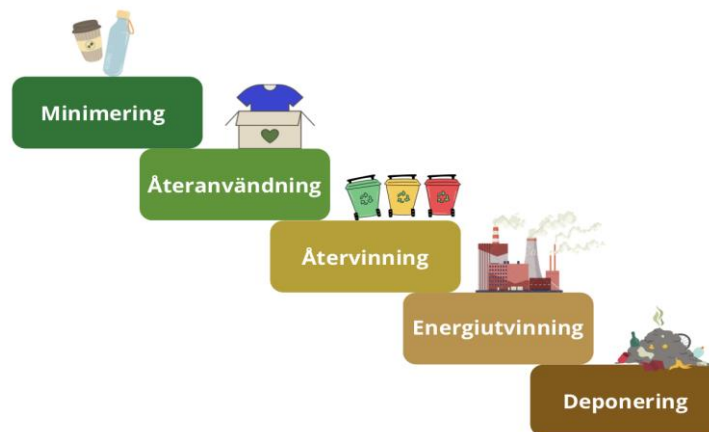 Minimering
Återanvändning
Återvinning
Energiutvinning
Deponering